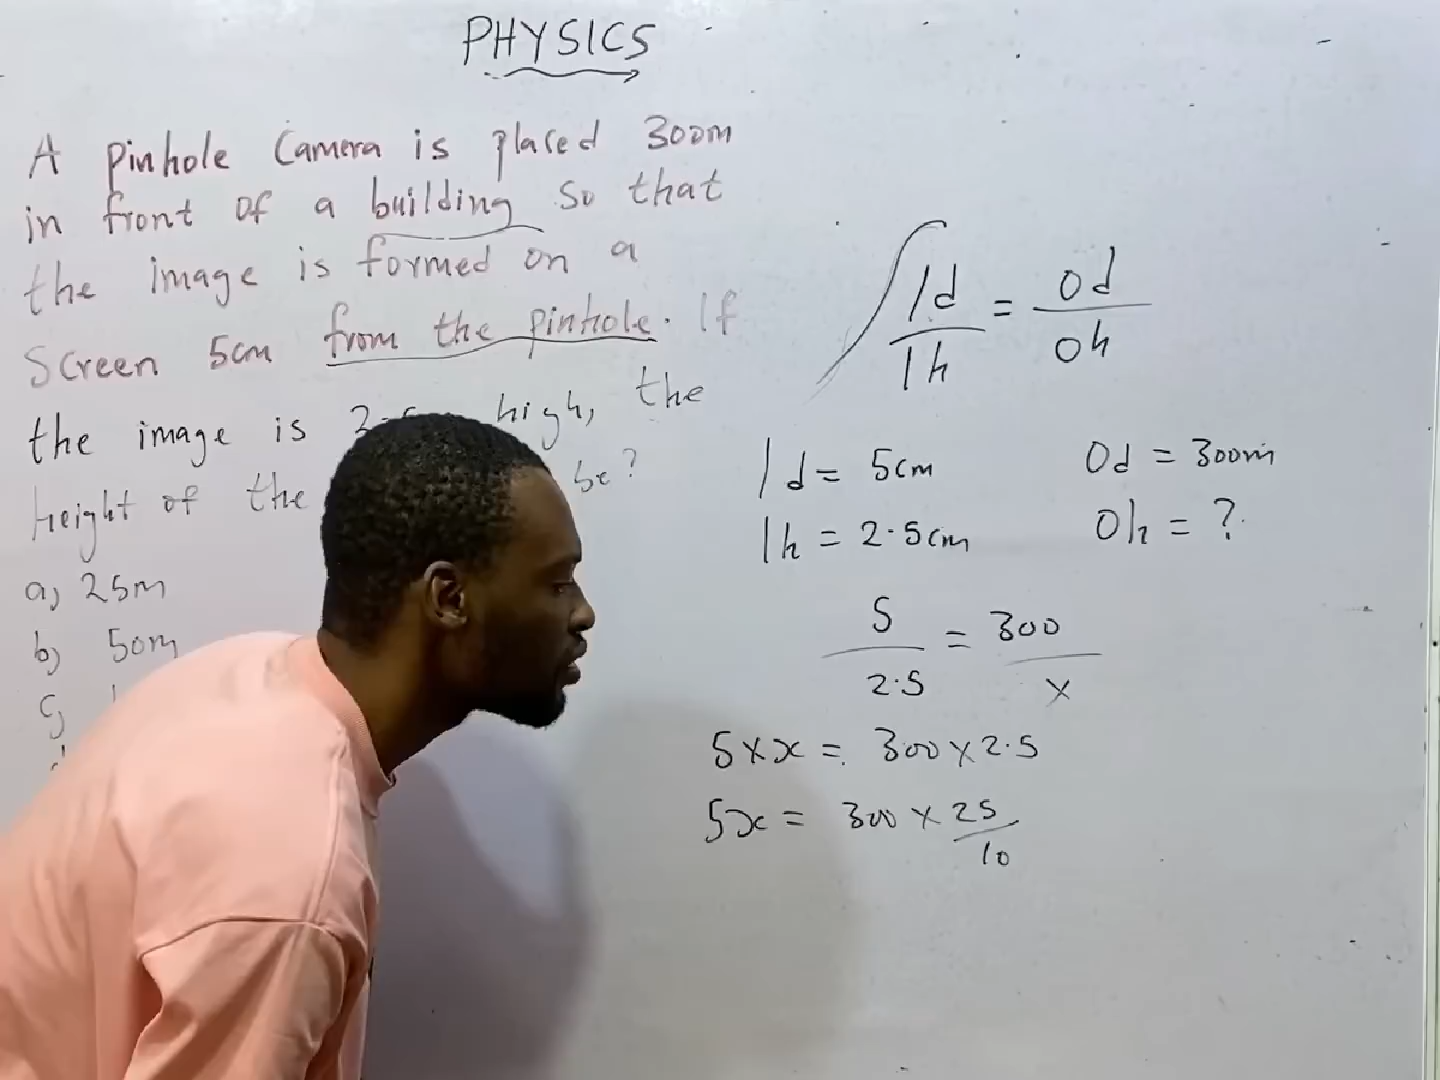 PHYSICS
A pinhole Camera is placed 300m
in front of a building so that
the image is formed on a
Screen 5cm from the pinhole. If
the image is high, the
height of the be?
a) 25m
b) 50m
c)
Id = Od
Ih Oh
Id = 5cm Od = 300m
Ih = 2.5cm Oh = ?
5 = 300
2.5 x
5 × x = 300 × 2.5
5x = 300 × 25
10